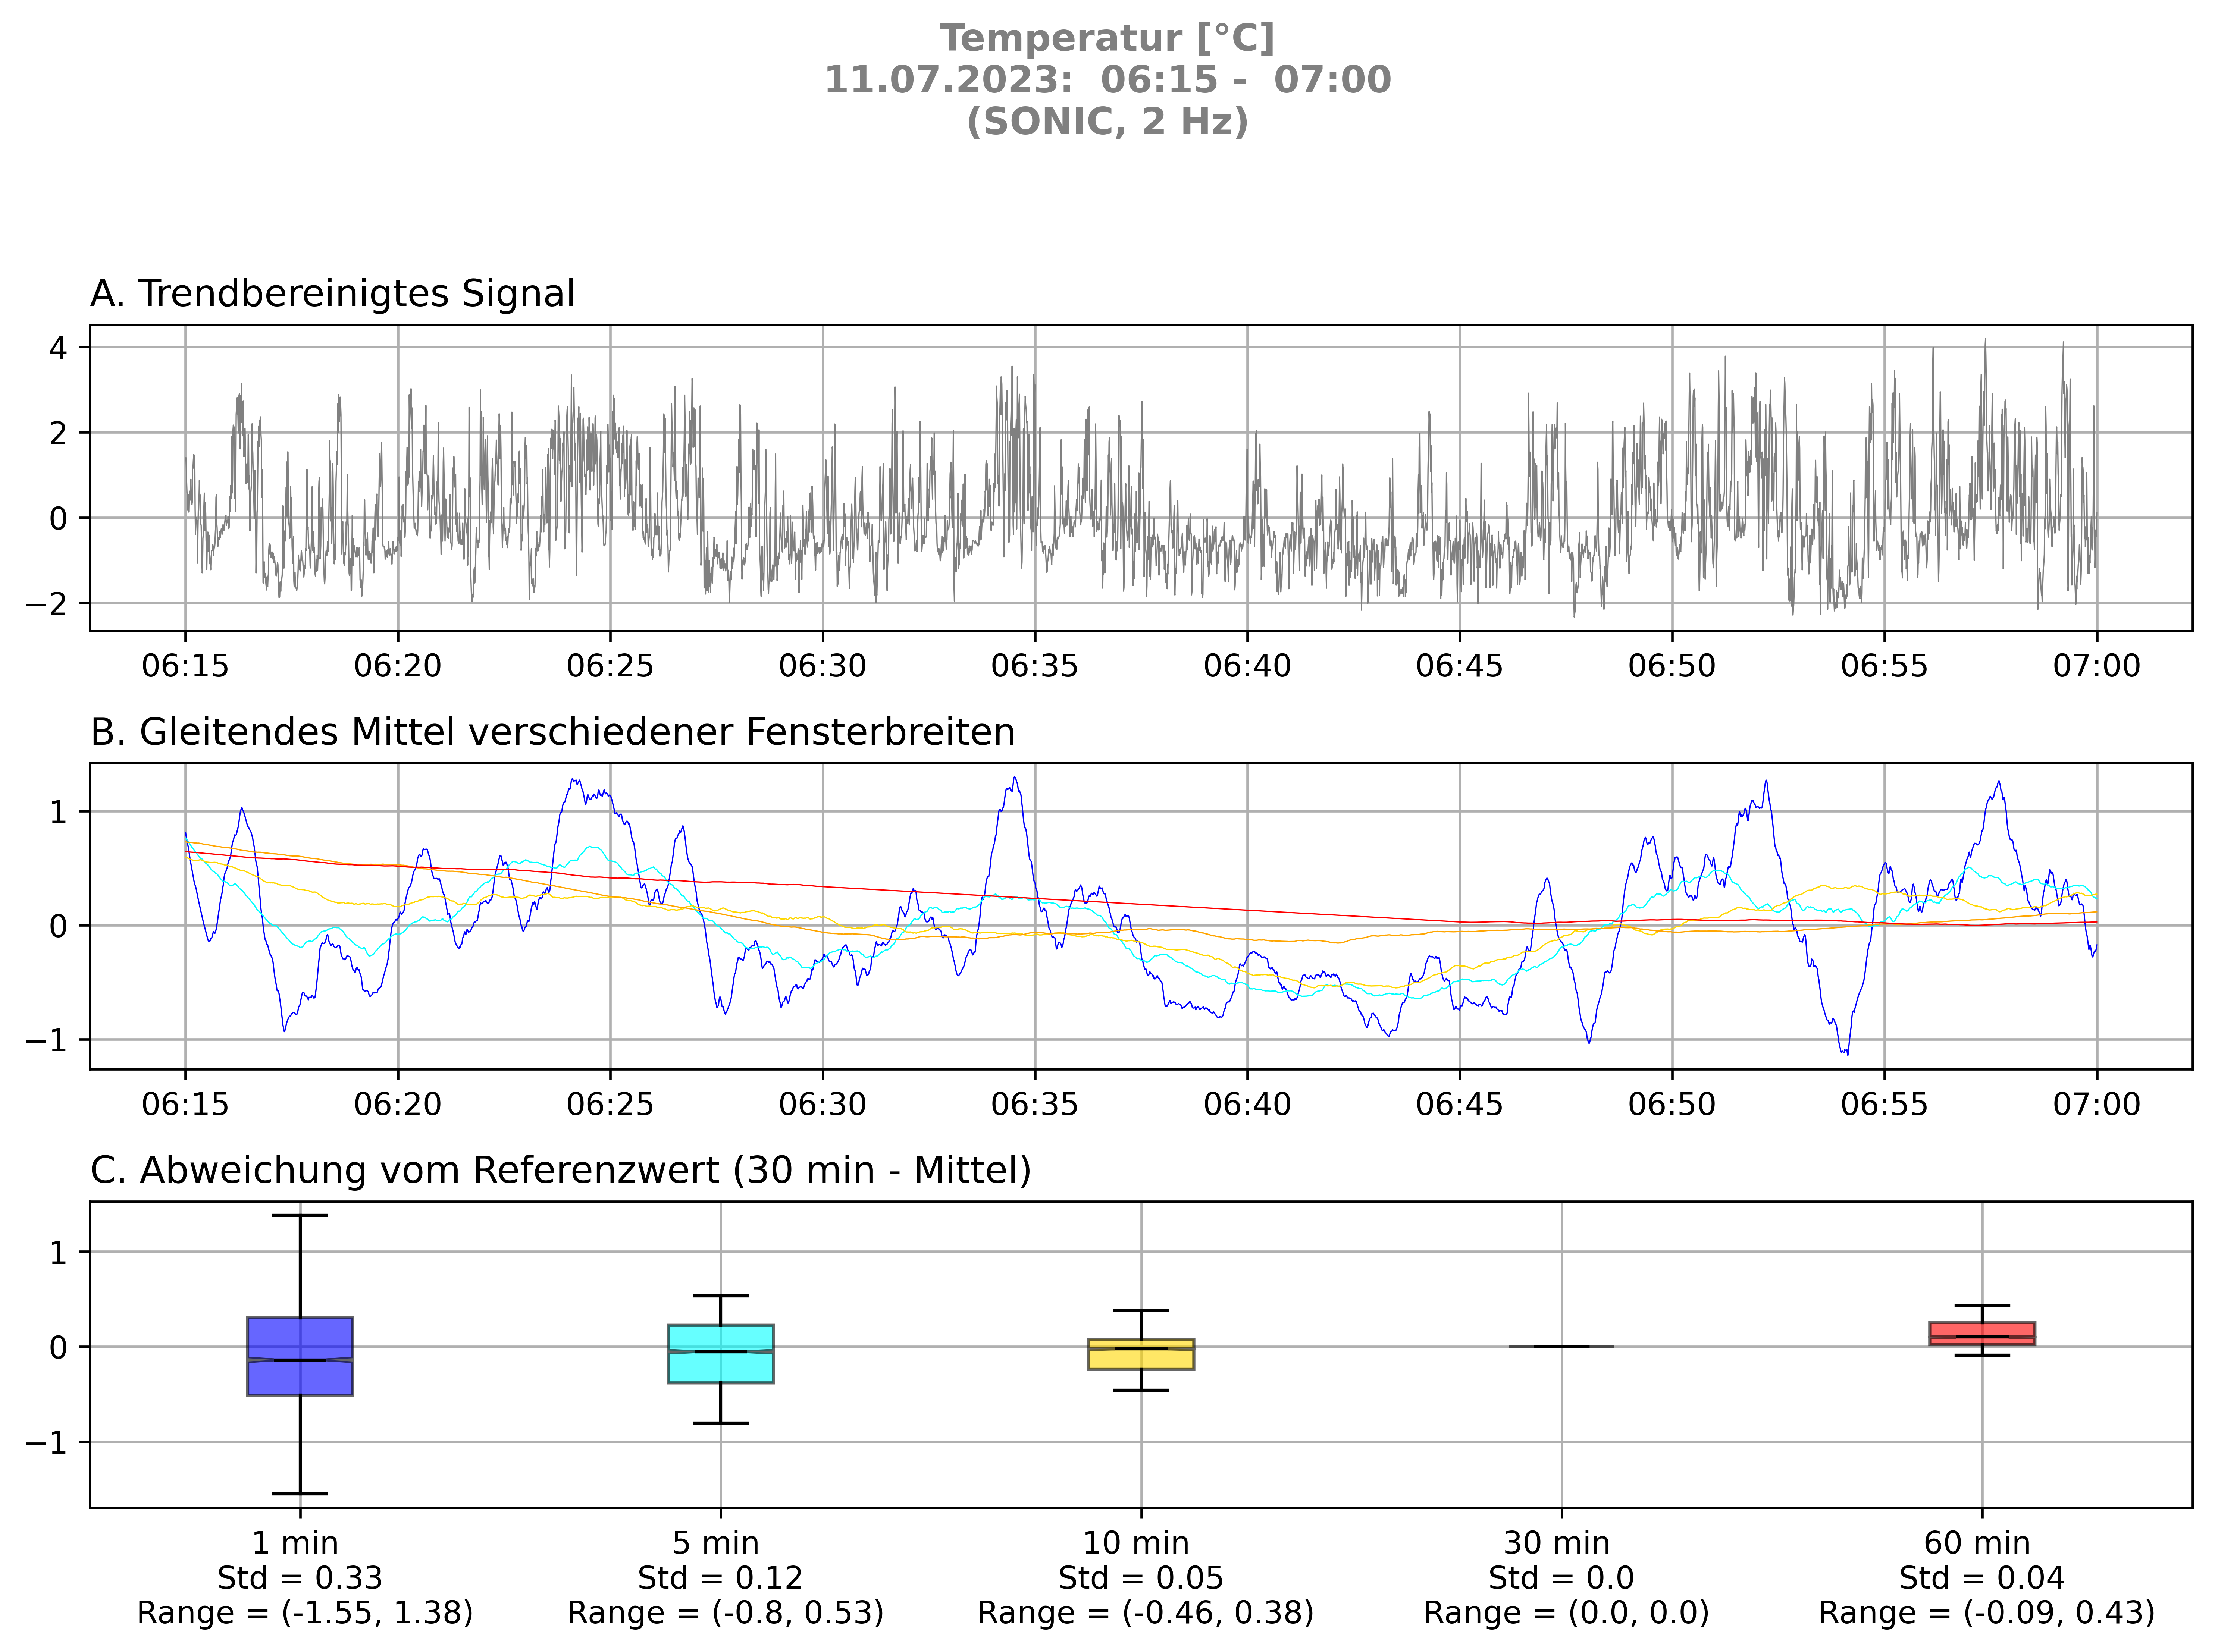 Temperatur [°C]
11.07.2023:  06:15 -  07:00
(SONIC, 2 Hz)
A. Trendbereinigtes Signal
4
2
0
−2
06:15 06:20 06:25 06:30 06:35 06:40 06:45 06:50 06:55 07:00
B. Gleitendes Mittel verschiedener Fensterbreiten
1
0
−1
06:15 06:20 06:25 06:30 06:35 06:40 06:45 06:50 06:55 07:00
C. Abweichung vom Referenzwert (30 min - Mittel)
1
0
−1
1 min 5 min 10 min 30 min 60 min
Std = 0.33 Std = 0.12 Std = 0.05 Std = 0.0 Std = 0.04
Range = (-1.55, 1.38) Range = (-0.8, 0.53) Range = (-0.46, 0.38) Range = (0.0, 0.0) Range = (-0.09, 0.43)